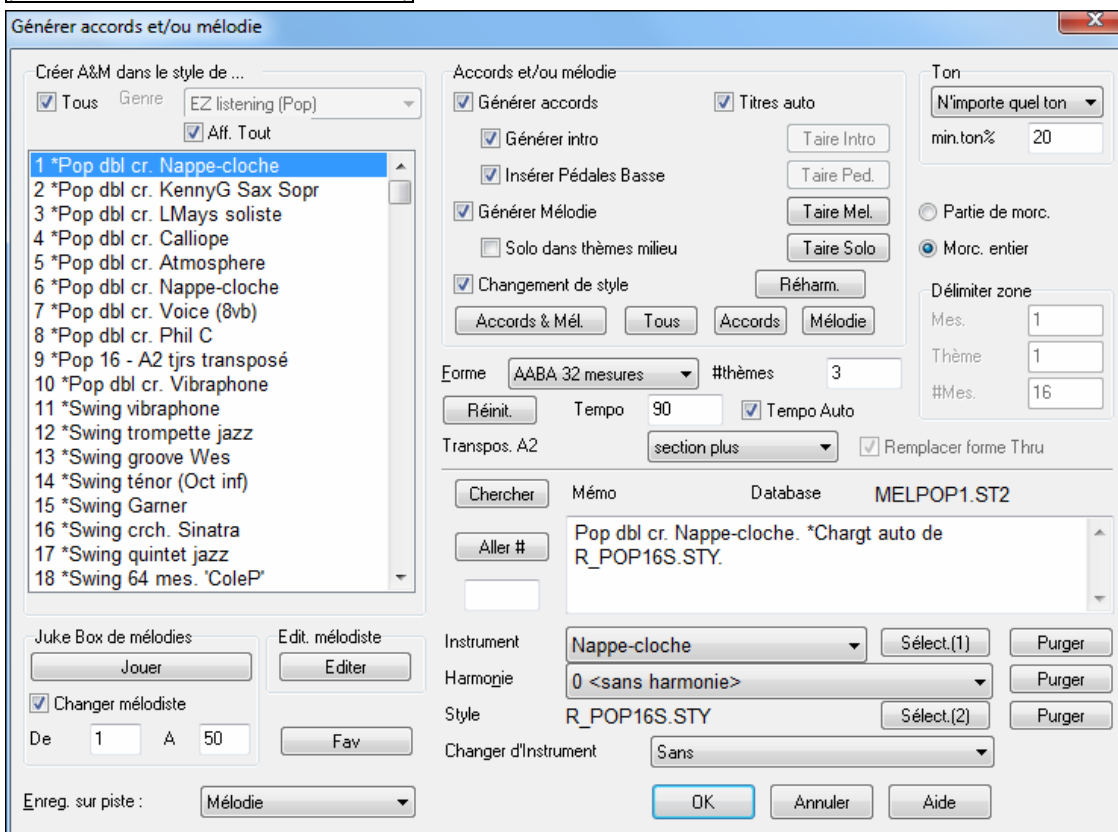 Générer accords et/ou mélodie
x
Créer A&M dans le style de ...
Tous Genre EZ listening (Pop)
Aff. Tout
1 *Pop dbl cr. Nappe-cloche
2 *Pop dbl cr. KennyG Sax Sopr
3 *Pop dbl cr. LMays soliste
4 *Pop dbl cr. Calliope
5 *Pop dbl cr. Atmosphere
6 *Pop dbl cr. Nappe-cloche
7 *Pop dbl cr. Voice (8vb)
8 *Pop dbl cr. Phil C
9 *Pop 16 - A2 tjrs transposé
10 *Pop dbl cr. Vibraphone
11 *Swing vibraphone
12 *Swing trompette jazz
13 *Swing groove Wes
14 *Swing ténor (Oct inf)
15 *Swing Garner
16 *Swing crch. Sinatra
17 *Swing quintet jazz
18 *Swing 64 mes. 'ColeP'
Juke Box de mélodies
Jouer
Changer mélodiste
De 1 A 50
Edit. mélodiste
Editer
Fav
Enreg. sur piste : Mélodie
Accords et/ou mélodie
Générer accords Titres auto
Générer intro Taire Intro
Insérer Pédales Basse Taire Ped.
Générer Mélodie Taire Mel.
Solo dans thèmes milieu Taire Solo
Changement de style Réharm.
Accords & Mél. Tous Accords Mélodie
Ton
N'importe quel ton
min.ton% 20
Partie de morc.
Morc. entier
Délimiter zone
Mes. 1
Thème 1
#Mes. 16
Forme AABA 32 mesures #thèmes 3
Réinit. Tempo 90 Tempo Auto
Transpos. A2 section plus Remplacer forme Thru
Chercher Mémo Database MELPOP1.ST2
Aller #
Pop dbl cr. Nappe-cloche. *Chargt auto de
R_POP16S.STY.
Instrument Nappe-cloche Sélect.(1) Purger
Harmonie 0 <sans harmonie> Purger
Style R_POP16S.STY Sélect.(2) Purger
Changer d'Instrument Sans
OK Annuler Aide